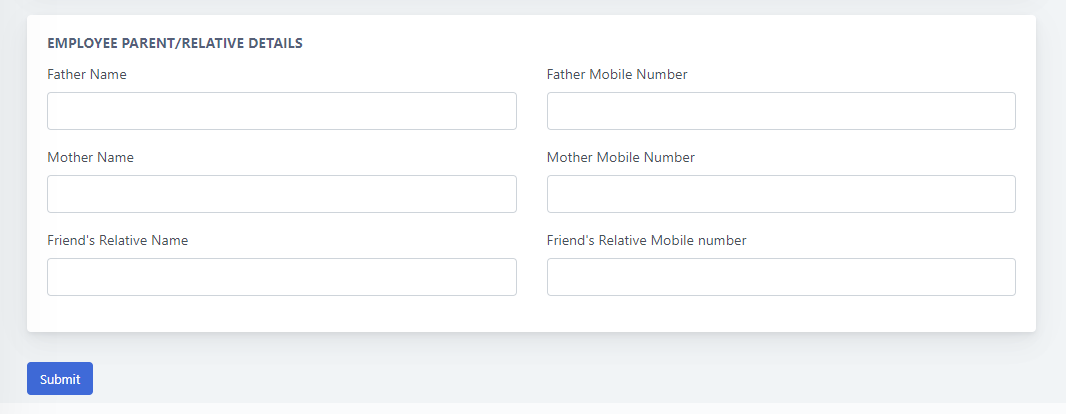 EMPLOYEE PARENT/RELATIVE DETAILS
Father Name
Father Mobile Number
Mother Name
Mother Mobile Number
Friend's Relative Name
Friend's Relative Mobile number
Submit